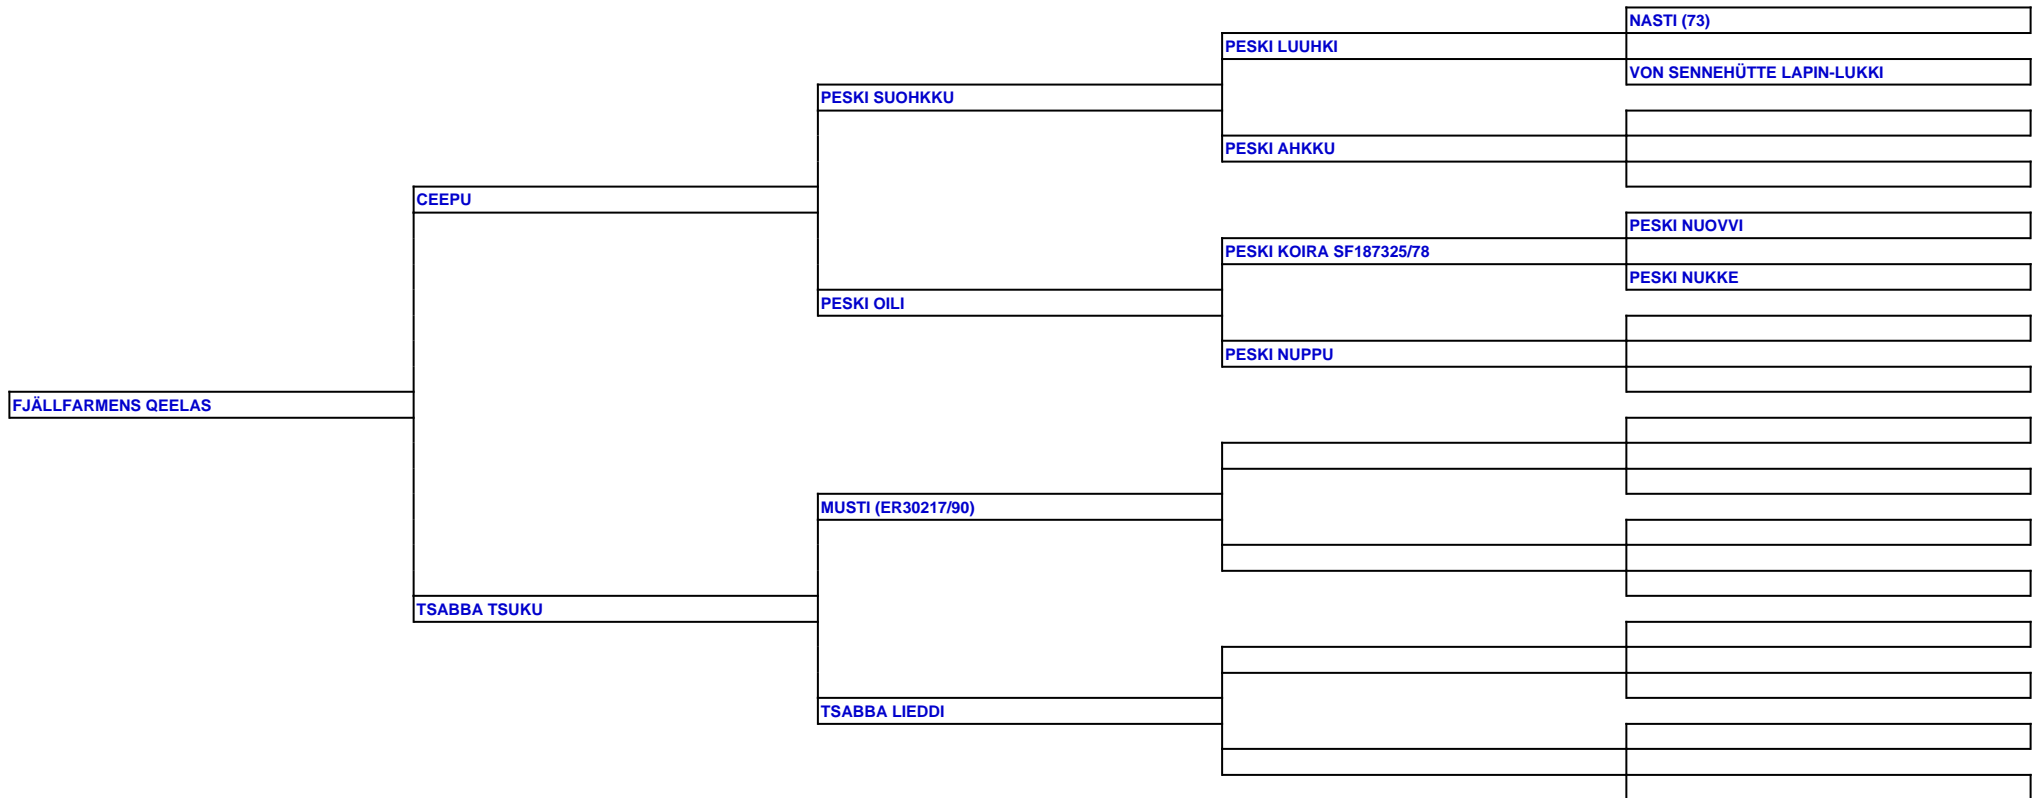 NASTI (73)
PESKI LUUHKI
VON SENNEHÜTTE LAPIN-LUKKI
PESKI SUOHKKU
PESKI AHKKU
CEEPU
PESKI NUOVVI
PESKI KOIRA SF187325/78
PESKI NUKKE
PESKI OILI
PESKI NUPPU
FJÄLLFARMENS QEELAS
MUSTI (ER30217/90)
TSABBA TSUKU
TSABBA LIEDDI